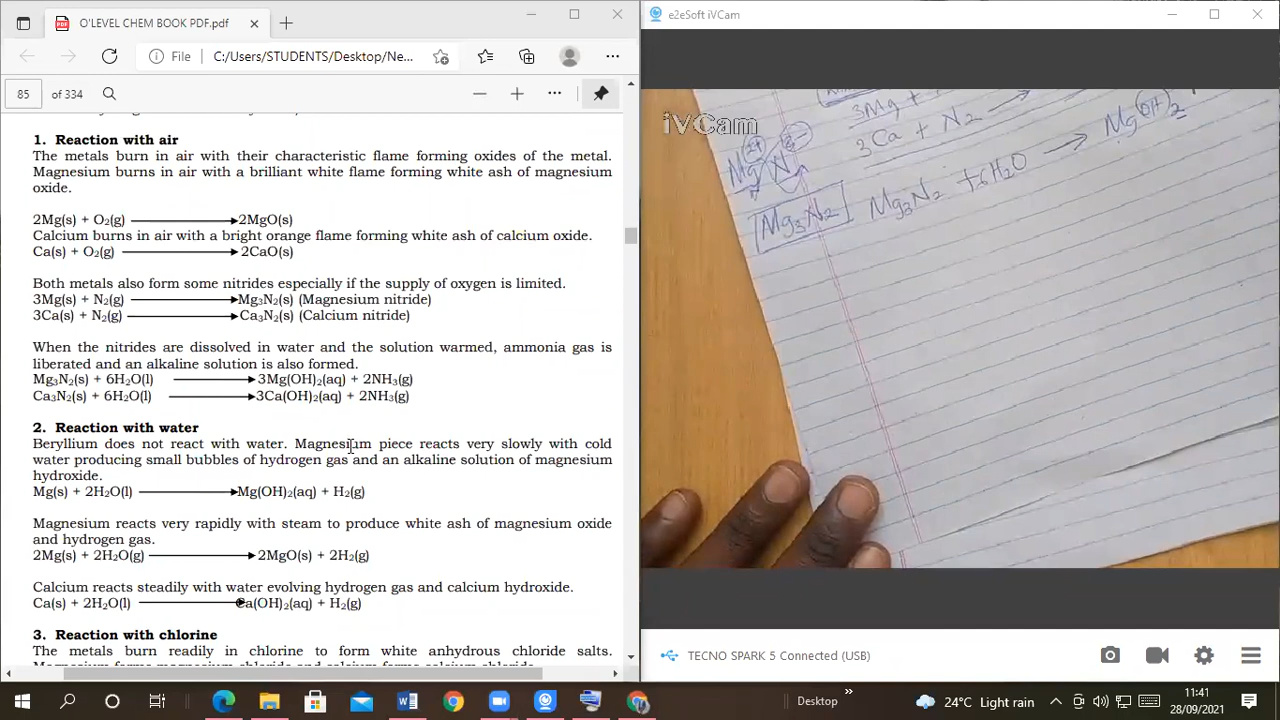 O'LEVEL CHEM BOOK PDF.pdf
File C:/Users/STUDENTS/Desktop/Ne...
85 of 334
1. Reaction with air
The metals burn in air with their characteristic flame forming oxides of the metal.
Magnesium burns in air with a brilliant white flame forming white ash of magnesium
oxide.
2Mg(s) + O₂(g) ⟶ 2MgO(s)
Calcium burns in air with a bright orange flame forming white ash of calcium oxide.
Ca(s) + O₂(g) ⟶ 2CaO(s)
Both metals also form some nitrides especially if the supply of oxygen is limited.
3Mg(s) + N₂(g) ⟶ Mg₃N₂(s) (Magnesium nitride)
3Ca(s) + N₂(g) ⟶ Ca₃N₂(s) (Calcium nitride)
When the nitrides are dissolved in water and the solution warmed, ammonia gas is
liberated and an alkaline solution is also formed.
Mg₃N₂(s) + 6H₂O(l) ⟶ 3Mg(OH)₂(aq) + 2NH₃(g)
Ca₃N₂(s) + 6H₂O(l) ⟶ 3Ca(OH)₂(aq) + 2NH₃(g)
2. Reaction with water
Beryllium does not react with water. Magnesium piece reacts very slowly with cold
water producing small bubbles of hydrogen gas and an alkaline solution of magnesium
hydroxide.
Mg(s) + 2H₂O(l) ⟶ Mg(OH)₂(aq) + H₂(g)
Magnesium reacts very rapidly with steam to produce white ash of magnesium oxide
and hydrogen gas.
2Mg(s) + 2H₂O(g) ⟶ 2MgO(s) + 2H₂(g)
Calcium reacts steadily with water evolving hydrogen gas and calcium hydroxide.
Ca(s) + 2H₂O(l) ⟶ Ca(OH)₂(aq) + H₂(g)
3. Reaction with chlorine
The metals burn readily in chlorine to form white anhydrous chloride salts.
Magnesium forms magnesium chloride and calcium forms calcium chloride
e2eSoft iVCam
iVCam
3Mg +
3Ca + N₂ ⟶
Mg N
Mg₃N₂
Mg₃N₂ + 6H₂O ⟶ Mg(OH)₂
TECNO SPARK 5 Connected (USB)
Desktop
24°C Light rain
11:41
28/09/2021